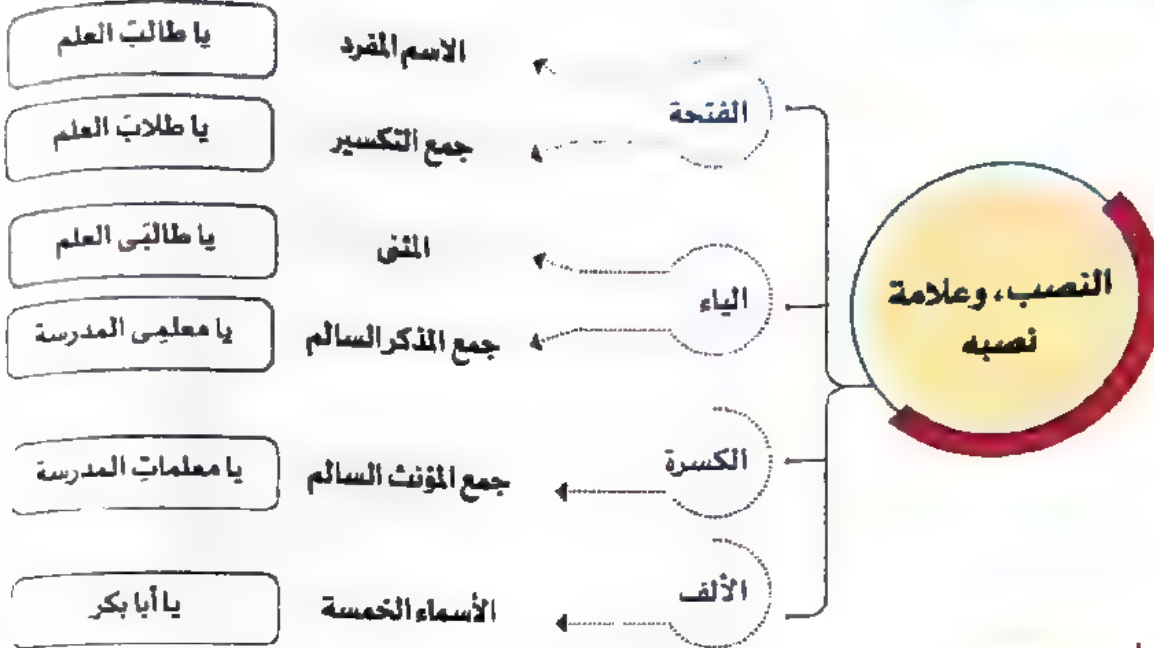 النصب، وعلامة
نصبه
الفتحة
الاسم المفرد
يا طالبَ العلم
جمع التكسير
يا طلابَ العلم
الياء
المثنى
يا طالبَى العلم
جمع المذكر السالم
يا معلمِى المدرسة
الكسرة
جمع المؤنث السالم
يا معلماتِ المدرسة
الألف
الأسماء الخمسة
يا أبا بكر